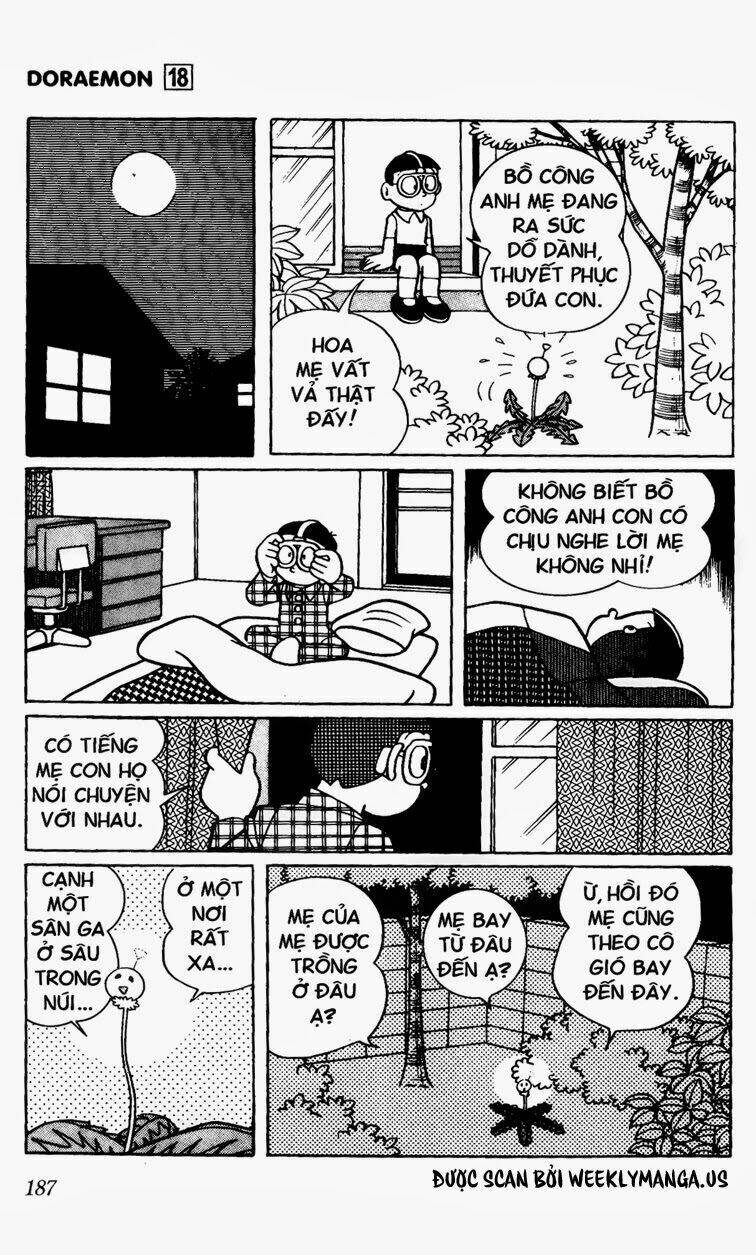 DORAEMON 18
BỒ CÔNG
ANH MẸ ĐANG
RA SỨC
DỖ DÀNH,
THUYẾT PHỤC
ĐỨA CON.
HOA
MẸ VẤT
VẢ THẬT
ĐẤY!
KHÔNG BIẾT BỒ
CÔNG ANH CON CÓ
CHỊU NGHE LỜI MẸ
KHÔNG NHỈ!
CÓ TIẾNG
MẸ CON HỌ
NÓI CHUYỆN
VỚI NHAU.
Ừ, HỒI ĐÓ
MẸ CŨNG
THEO CÔ
GIÓ BAY
ĐẾN ĐÂY.
MẸ BAY
TỪ ĐÂU
ĐẾN Ạ?
MẸ CỦA
MẸ ĐƯỢC
TRỒNG
Ở ĐÂU
Ạ?
Ở MỘT
NƠI
RẤT
XA...
CẠNH
MỘT
SÂN GA
Ở SÂU
TRONG
NÚI...
187
ĐƯỢC SCAN BỞI WEEKLYMANGA.US